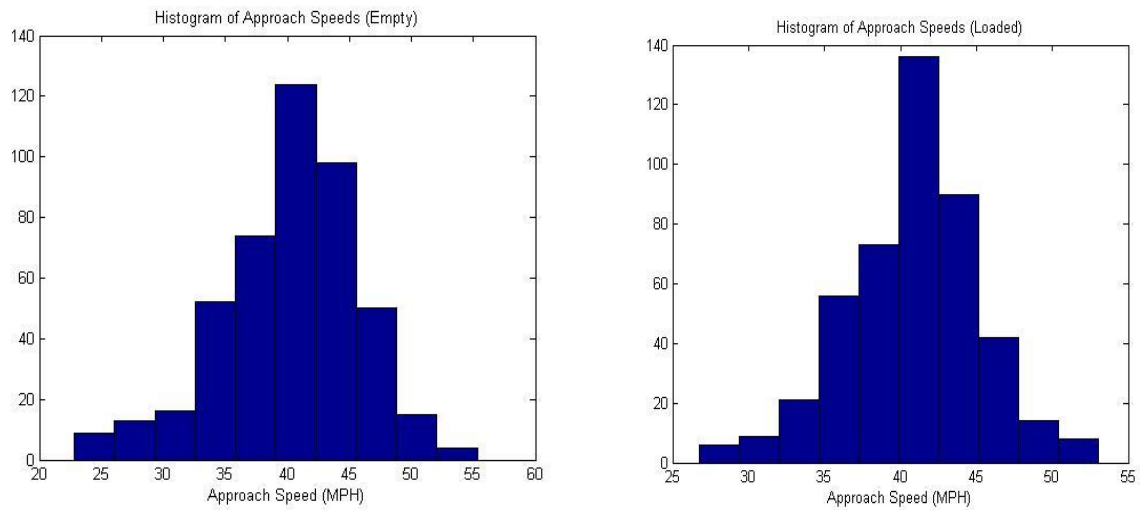 Histogram of Approach Speeds (Empty)
140
120
100
80
60
40
20
0
20 25 30 35 40 45 50 55 60
Approach Speed (MPH)
Histogram of Approach Speeds (Loaded)
140
120
100
80
60
40
20
0
25 30 35 40 45 50 55
Approach Speed (MPH)